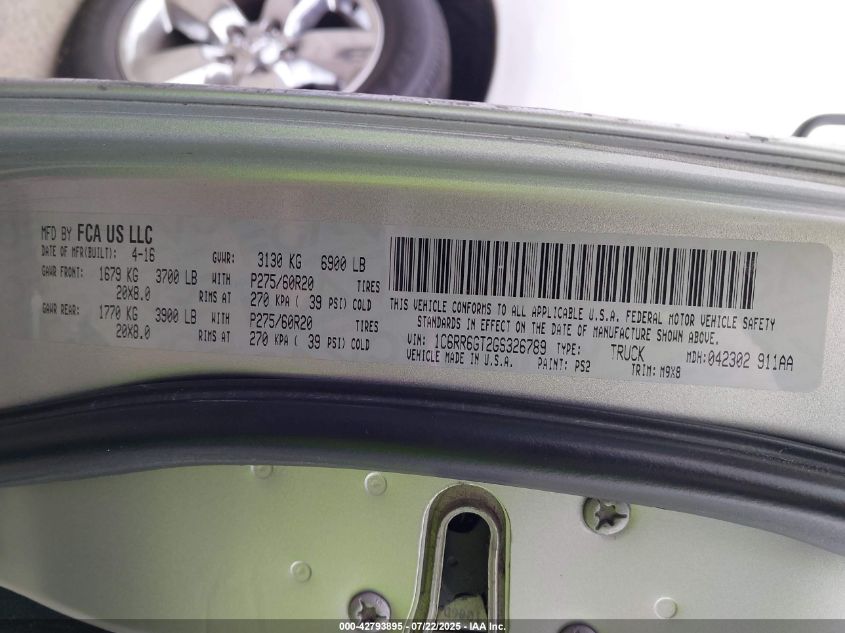 MFD BY FCA US LLC
DATE OF MFR(BUILT): 4-16 GVWR: 3130 KG 6900 LB
GAWR FRONT: 1679 KG 3700 LB WITH P275/60R20 TIRES
20X8.0 RIMS AT 270 KPA ( 39 PSI) COLD
GAWR REAR: 1770 KG 3900 LB WITH P275/60R20 TIRES
20X8.0 RIMS AT 270 KPA ( 39 PSI) COLD
THIS VEHICLE CONFORMS TO ALL APPLICABLE U.S.A. FEDERAL MOTOR VEHICLE SAFETY
STANDARDS IN EFFECT ON THE DATE OF MANUFACTURE SHOWN ABOVE.
VIN: 1C6RR6GT2GS326789 TYPE: TRUCK MDH: 042302 911AA
VEHICLE MADE IN U.S.A. PAINT: PS2 TRIM: M9X8
000-42793895 - 07/22/2025 - IAA Inc.